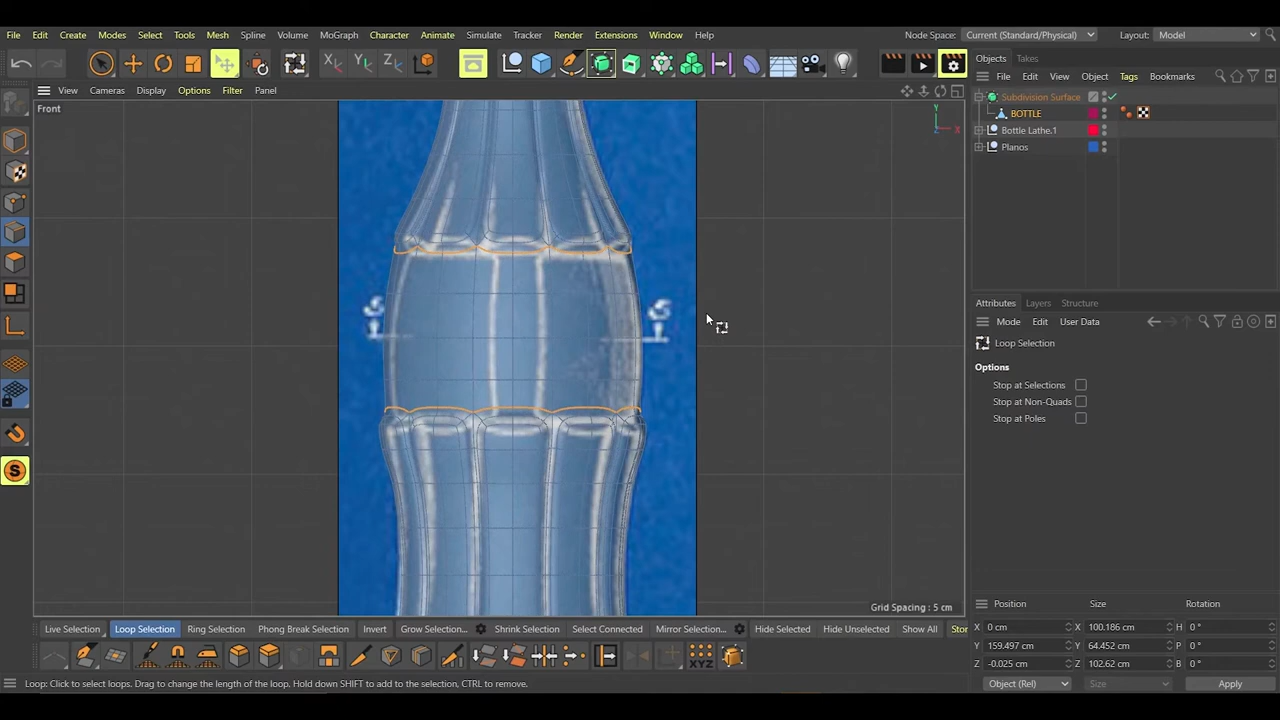 File Edit Create Modes Select Tools Mesh Spline Volume MoGraph Character Animate Simulate Tracker Render Extensions Window Help Node Space: Current (Standard/Physical) Layout: Model
X Y Z Objects Takes
File Edit View Object Tags Bookmarks
View Cameras Display Options Filter Panel
Subdivision Surface
Front
Y
X
BOTTLE
Bottle Lathe.1
Planos
Attributes Layers Structure
Mode Edit User Data
Loop Selection
Options
Stop at Selections
Stop at Non-Quads
Stop at Poles
S
Grid Spacing : 5 cm
Position Size Rotation
Live Selection Loop Selection Ring Selection Phong Break Selection Invert Grow Selection... Shrink Selection Select Connected Mirror Selection... Hide Selected Hide Unselected Show All Stor
X 0 cm X 100.186 cm H 0 °
XYZ
Y 159.497 cm Y 64.452 cm P 0 °
Z -0.025 cm Z 102.62 cm B 0 °
Loop: Click to select loops. Drag to change the length of the loop. Hold down SHIFT to add to the selection, CTRL to remove.
Object (Rel) Size Apply